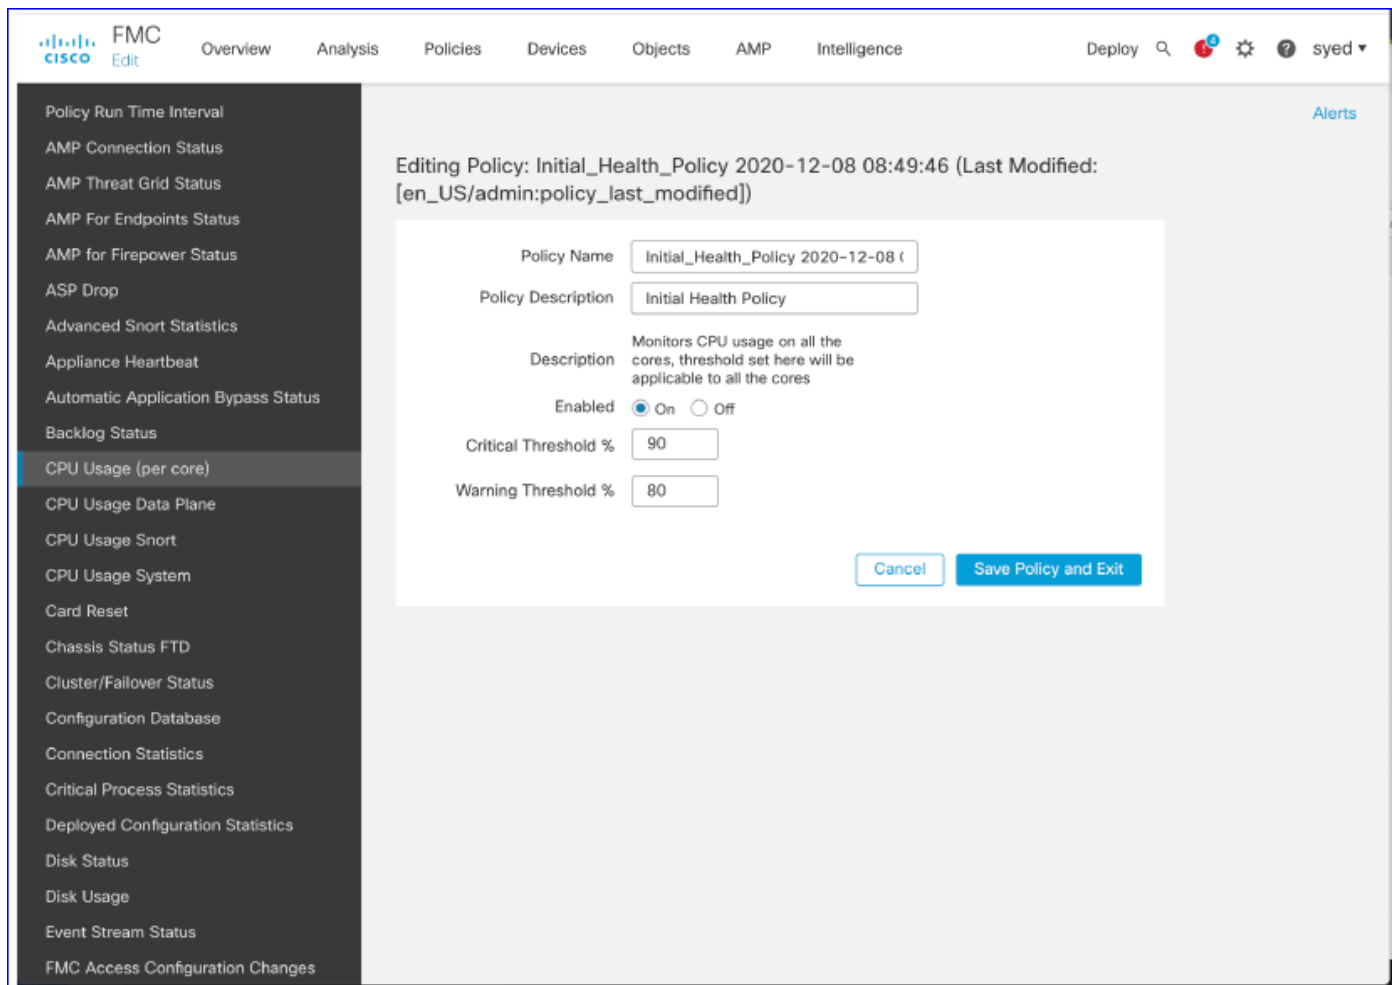 CISCO
FMC
Edit
Overview Analysis Policies Devices Objects AMP Intelligence Deploy 4 syed
Policy Run Time Interval
AMP Connection Status
AMP Threat Grid Status
AMP For Endpoints Status
AMP for Firepower Status
ASP Drop
Advanced Snort Statistics
Appliance Heartbeat
Automatic Application Bypass Status
Backlog Status
CPU Usage (per core)
CPU Usage Data Plane
CPU Usage Snort
CPU Usage System
Card Reset
Chassis Status FTD
Cluster/Failover Status
Configuration Database
Connection Statistics
Critical Process Statistics
Deployed Configuration Statistics
Disk Status
Disk Usage
Event Stream Status
FMC Access Configuration Changes
Alerts
Editing Policy: Initial_Health_Policy 2020-12-08 08:49:46 (Last Modified:
[en_US/admin:policy_last_modified])
Policy Name Initial_Health_Policy 2020-12-08 (
Policy Description Initial Health Policy
Description Monitors CPU usage on all the
cores, threshold set here will be
applicable to all the cores
Enabled On Off
Critical Threshold % 90
Warning Threshold % 80
Cancel Save Policy and Exit